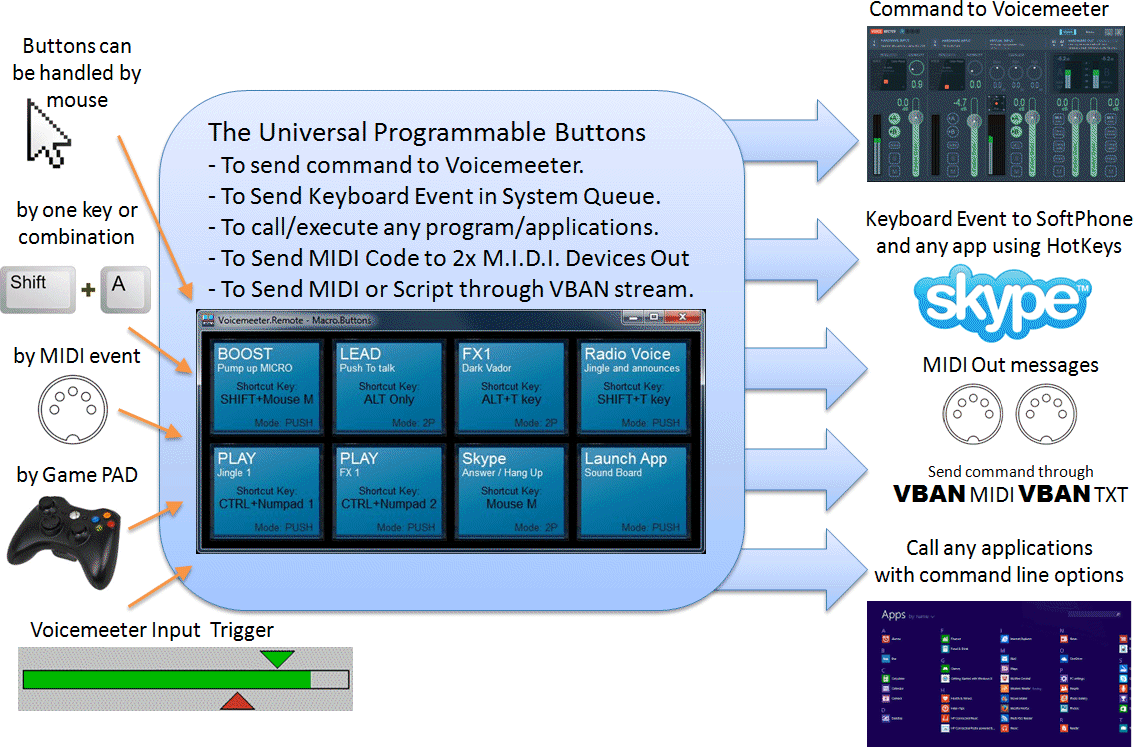 Command to Voicemeeter
Buttons can
be handled by
mouse
The Universal Programmable Buttons
- To send command to Voicemeeter.
- To Send Keyboard Event in System Queue.
- To call/execute any program/applications.
- To Send MIDI Code to 2x M.I.D.I. Devices Out
- To Send MIDI or Script through VBAN stream.
by one key or
combination
Shift + A
by MIDI event
by Game PAD
Voicemeeter Input Trigger
Voicemeeter.Remote - Macro.Buttons
BOOST
Pump up MICRO
Shortcut Key:
SHIFT+Mouse M
Mode: PUSH
LEAD
Push To talk
Shortcut Key:
ALT Only
Mode: 2P
FX1
Dark Vador
Shortcut Key:
ALT+T key
Mode: 2P
Radio Voice
Jingle and announces
Shortcut Key:
SHIFT+T key
Mode: PUSH
PLAY
Jingle 1
Shortcut Key:
CTRL+Numpad 1
Mode: PUSH
PLAY
FX 1
Shortcut Key:
CTRL+Numpad 2
Mode: PUSH
Skype
Answer / Hang Up
Shortcut Key:
Mouse M
Mode: 2P
Launch App
Sound Board
Mode: PUSH
Keyboard Event to SoftPhone
and any app using HotKeys
skype™
MIDI Out messages
Send command through
VBAN MIDI VBAN TXT
Call any applications
with command line options
Apps by name